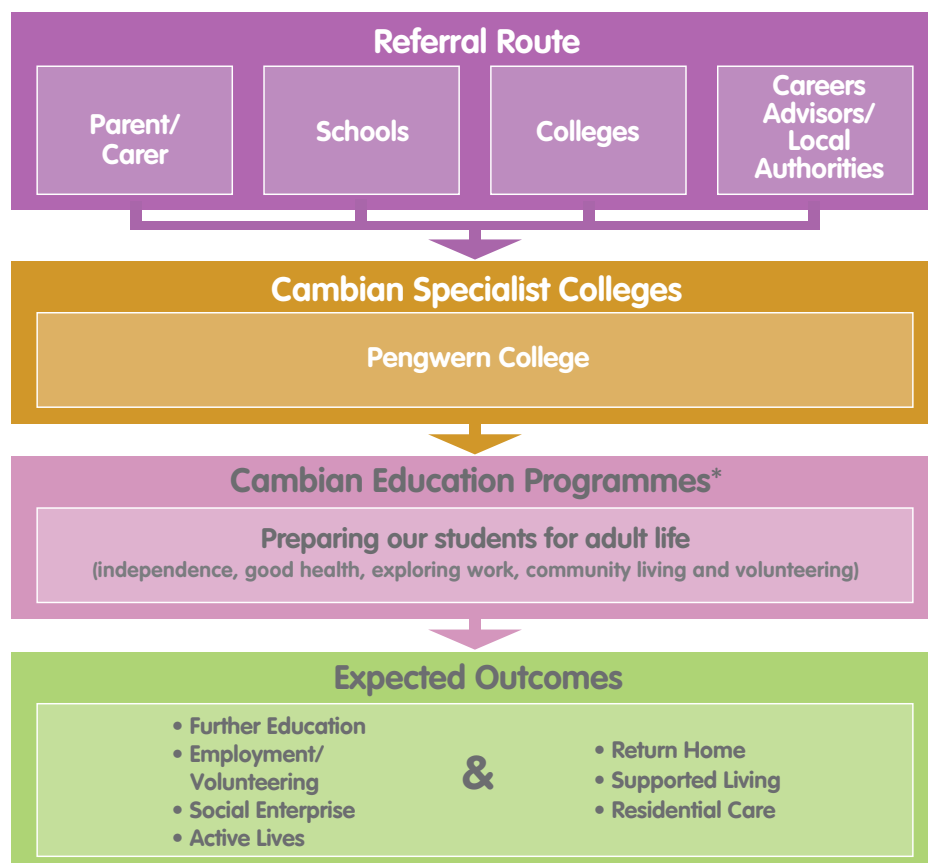 Referral Route
Parent/
Carer
Schools
Colleges
Careers
Advisors/
Local
Authorities
Cambian Specialist Colleges
Pengwern College
Cambian Education Programmes*
Preparing our students for adult life
(independence, good health, exploring work, community living and volunteering)
Expected Outcomes
• Further Education
• Employment/
Volunteering
• Social Enterprise
• Active Lives
&
• Return Home
• Supported Living
• Residential Care